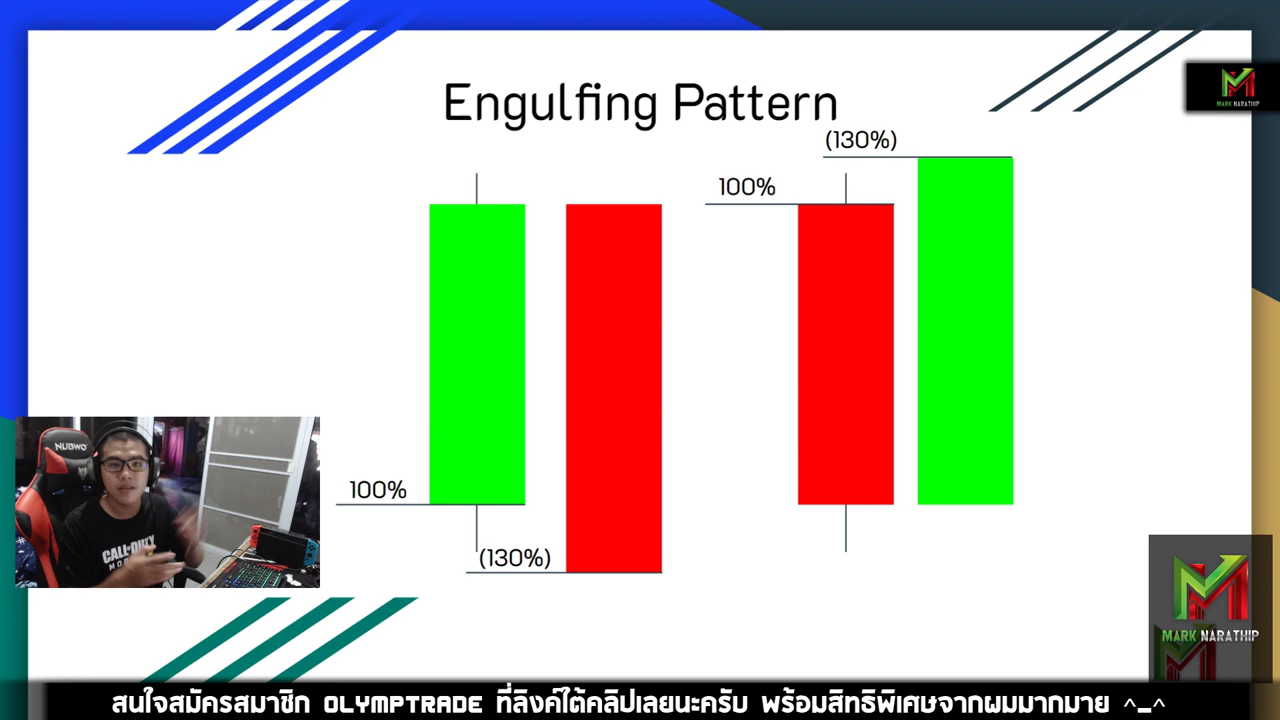 Engulfing Pattern
MARK NARATHIP
(130%)
100%
100%
(130%)
NUBWO
CALL OF DUTY
MARK NARATHIP
สนใจสมัครสมาชิก OLYMPTRADE ที่ลิงค์ใต้คลิปเลยนะครับ พร้อมสิทธิพิเศษจากผมมากมาย ^_^